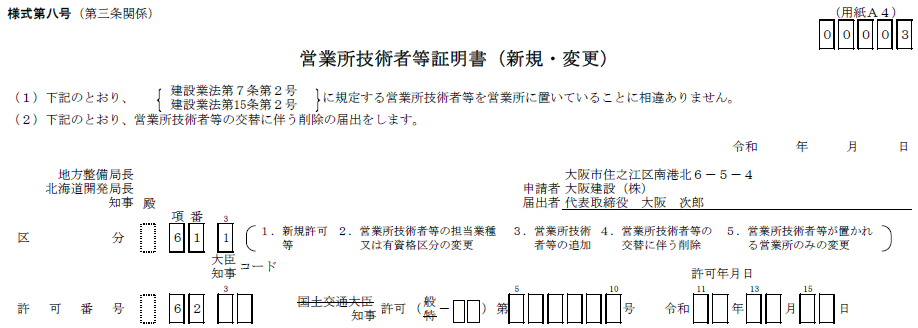 様式第八号（第三条関係）
（用紙Ａ４）
0 0 0 0 3
営業所技術者等証明書（新規・変更）
（１）下記のとおり、｛建設業法第７条第２号
建設業法第15条第２号｝に規定する営業所技術者等を営業所に置いていることに相違ありません。
（２）下記のとおり、営業所技術者等の交替に伴う削除の届出をします。
令和　年　月　日
地方整備局長
北海道開発局長
知事　殿
大阪市住之江区南港北６－５－４
申請者 大阪建設（株）
届出者 代表取締役　大阪　次郎
項番　3
区分　6 1　1　（１．新規許可等　２．営業所技術者等の担当業種又は有資格区分の変更　３．営業所技術者等の追加　４．営業所技術者等の交替に伴う削除　５．営業所技術者等が置かれる営業所のみの変更）
大臣
知事 コード
許可年月日
3　5　10　11　13　15
許可番号　6 2　国土交通大臣
知事 許可（般
特－　）第　号　令和　年　月　日